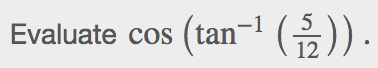 Evaluate cos (tan⁻¹ (5/12)).